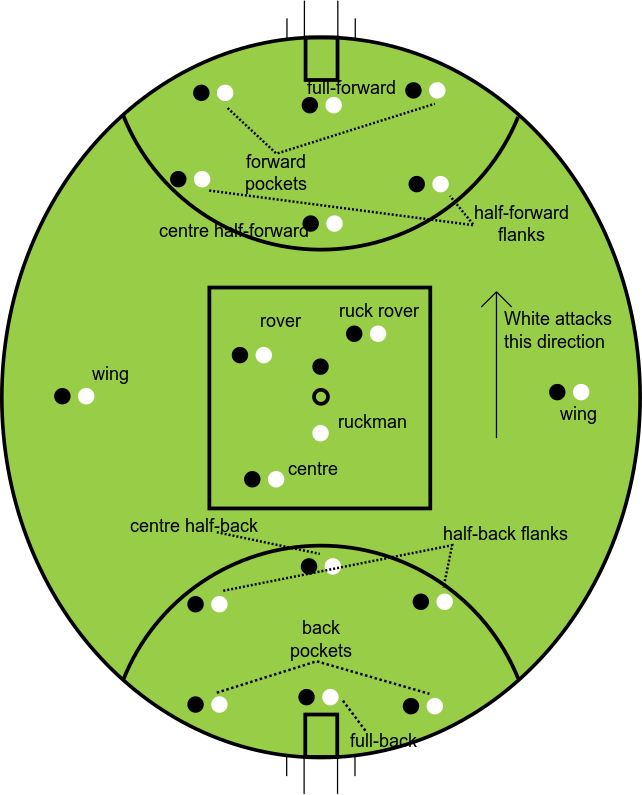 full-forward
forward
pockets
half-forward
flanks
centre half-forward
ruck rover
rover
White attacks
this direction
wing
wing
ruckman
centre
centre half-back
half-back flanks
back
pockets
full-back